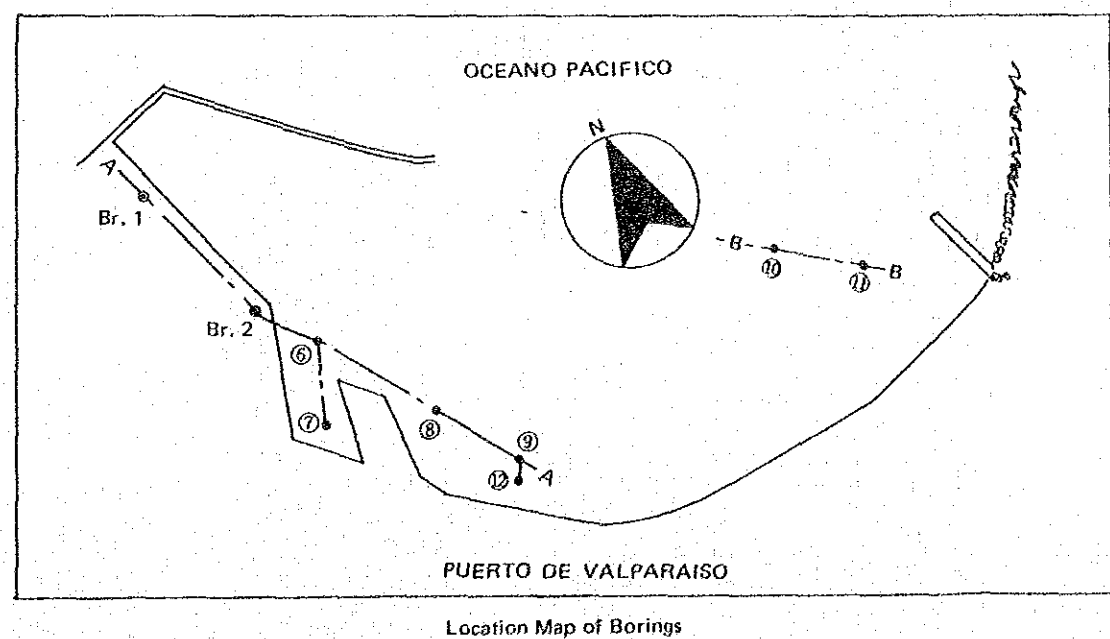 OCEANO PACIFICO
N
A
Br. 1
B
B
⑩
⑪
Br. 2
⑥
⑦
⑧
⑨
A
⑫
PUERTO DE VALPARAISO
Location Map of Borings